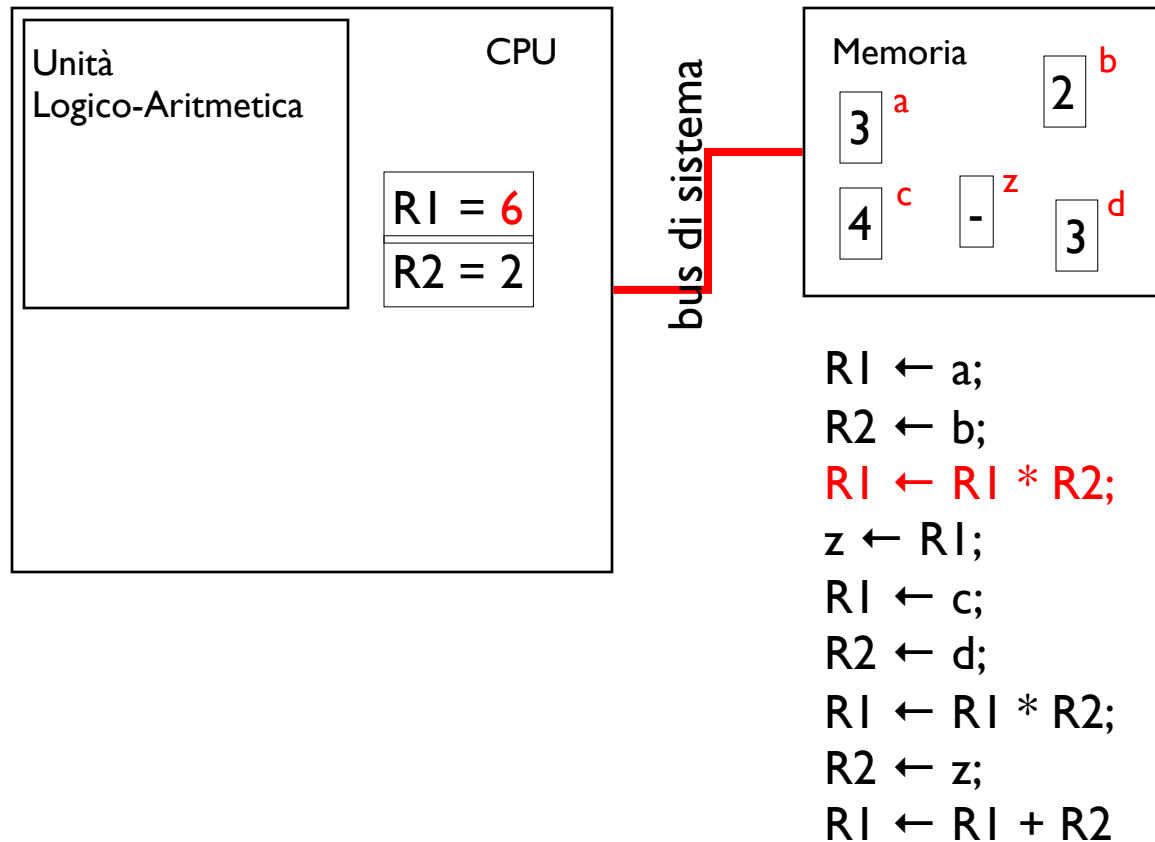 Unità
Logico-Aritmetica
CPU
R1 = 6
R2 = 2
bus di sistema
Memoria
3 a
2 b
4 c
- z
3 d
R1 ← a;
R2 ← b;
R1 ← R1 * R2;
z ← R1;
R1 ← c;
R2 ← d;
R1 ← R1 * R2;
R2 ← z;
R1 ← R1 + R2